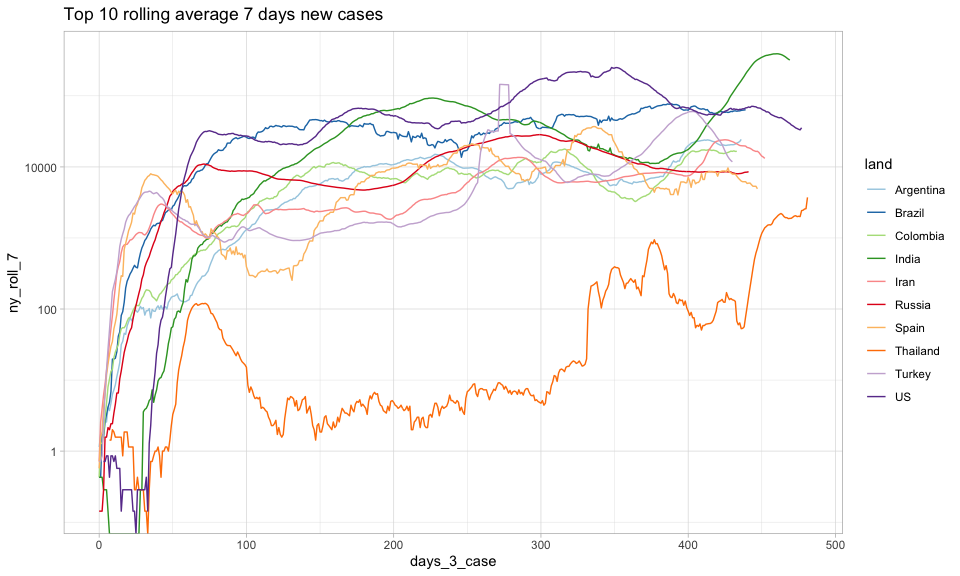 Top 10 rolling average 7 days new cases
ny_roll_7
10000
100
1
0
100
200
300
400
500
days_3_case
land
Argentina
Brazil
Colombia
India
Iran
Russia
Spain
Thailand
Turkey
US